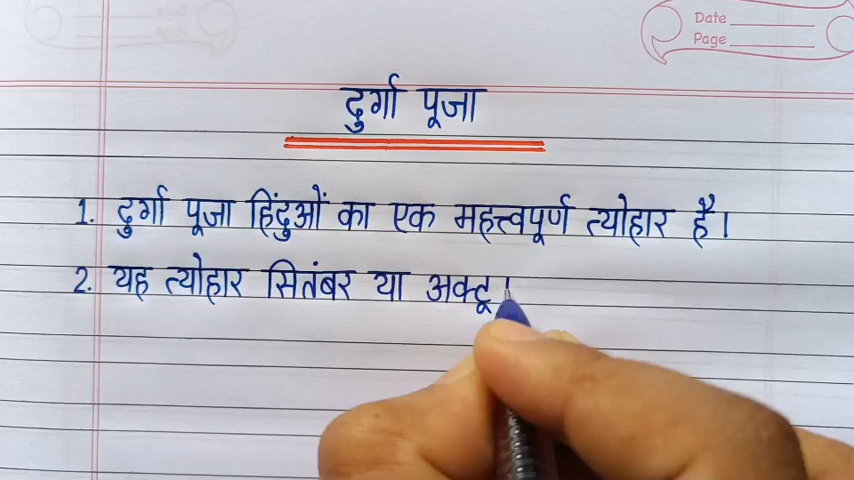 Date
Page
दुर्गा पूजा
1. दुर्गा पूजा हिंदुओं का एक महत्त्वपूर्ण त्योहार है।
2. यह त्योहार सितंबर या अक्टू